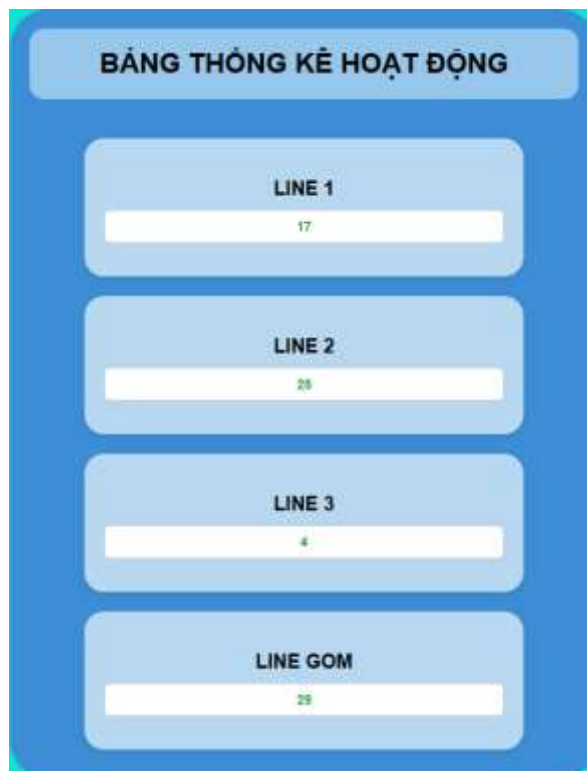 BẢNG THỐNG KÊ HOẠT ĐỘNG
LINE 1
17
LINE 2
LINE 3
4
LINE GOM
29